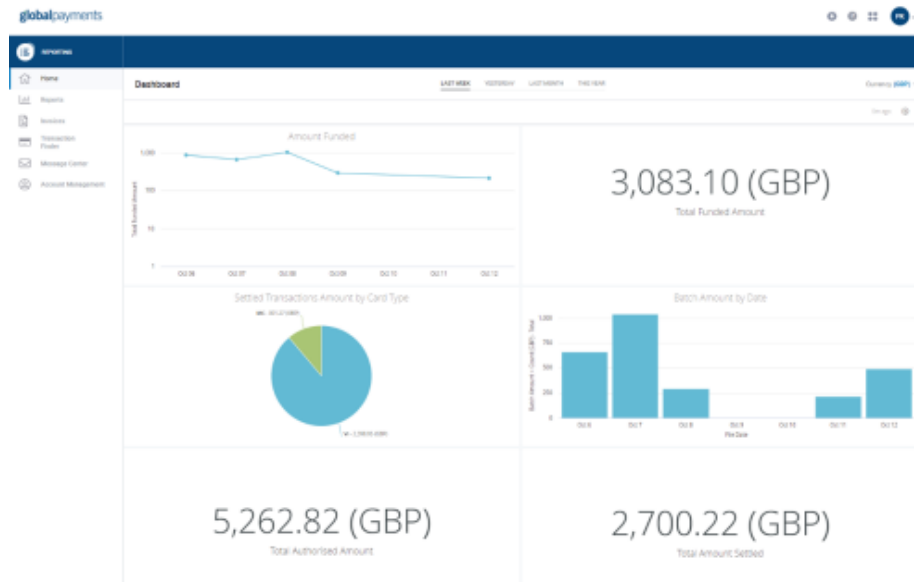 globalpayments
PK
REPORTING
Home
Reports
Invoices
Transaction
Finder
Message Center
Account Management
Dashboard
LAST WEEK YESTERDAY LAST MONTH THIS YEAR
Currency (GBP)
Amount Funded
Total Funded Amount
1,000
100
10
1
Oct 06 Oct 07 Oct 08 Oct 09 Oct 10 Oct 11 Oct 12
3,083.10 (GBP)
Total Funded Amount
Settled Transactions Amount by Card Type
Batch Amount by Date
1,000
750
500
250
0
Oct 6 Oct 7 Oct 8 Oct 9 Oct 10 Oct 11 Oct 12
File Date
5,262.82 (GBP)
Total Authorised Amount
2,700.22 (GBP)
Total Amount Settled